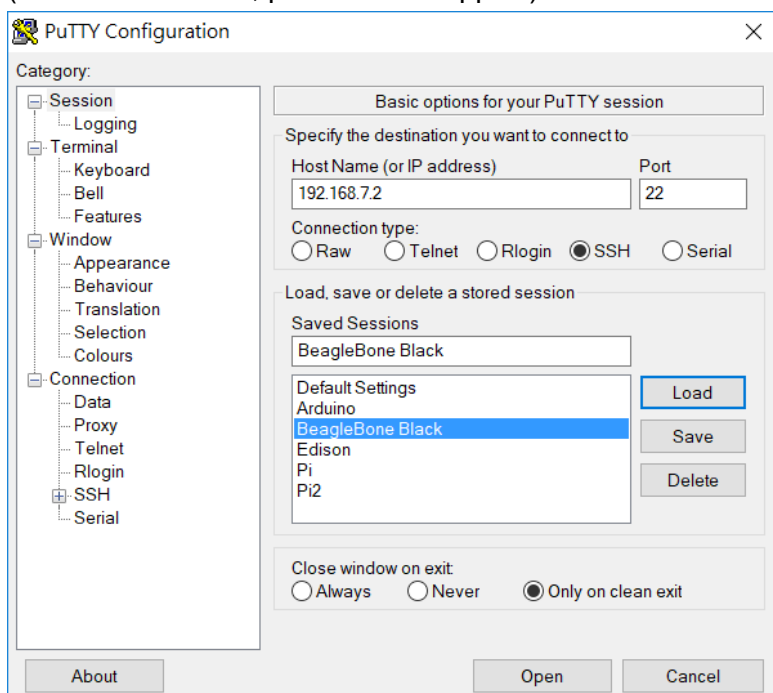 PuTTY Configuration
Category:
Session
Logging
Terminal
Keyboard
Bell
Features
Window
Appearance
Behaviour
Translation
Selection
Colours
Connection
Data
Proxy
Telnet
Rlogin
SSH
Serial
Basic options for your PuTTY session
Specify the destination you want to connect to
Host Name (or IP address) Port
192.168.7.2 22
Connection type:
Raw Telnet Rlogin SSH Serial
Load, save or delete a stored session
Saved Sessions
BeagleBone Black
Default Settings
Arduino
BeagleBone Black
Edison
Pi
Pi2
Load
Save
Delete
Close window on exit:
Always Never Only on clean exit
About Open Cancel